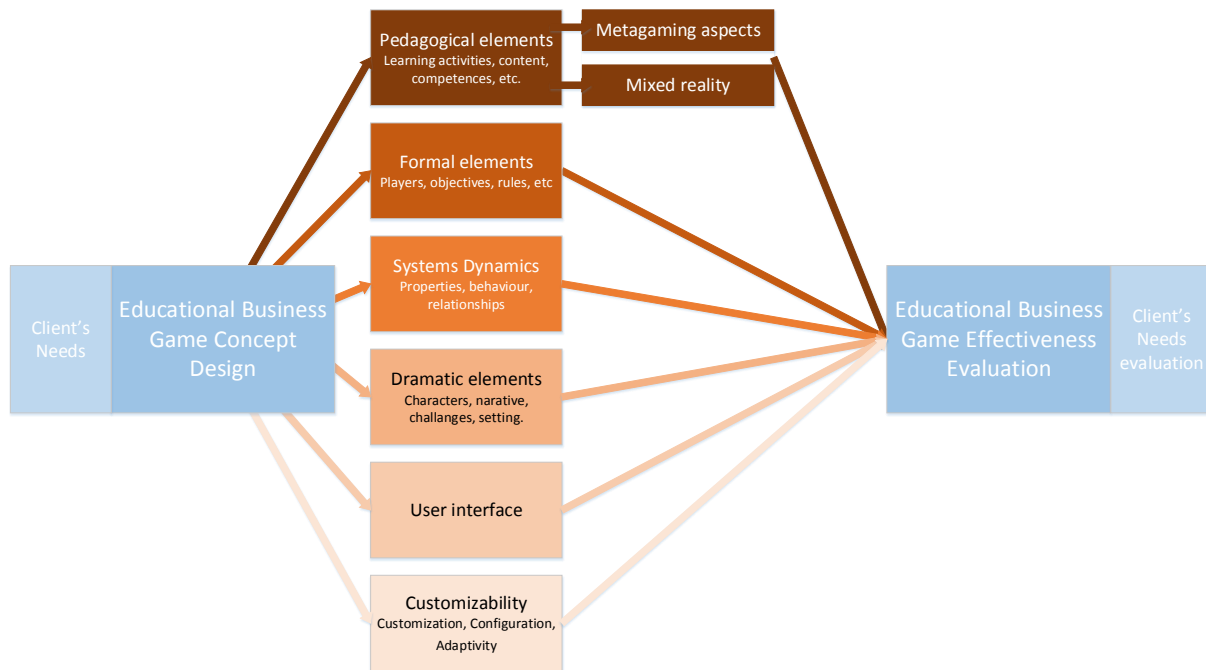 Client's
Needs
Educational Business
Game Concept
Design
Pedagogical elements
Learning activities, content,
competences, etc.
Metagaming aspects
Mixed reality
Formal elements
Players, objectives, rules, etc
Systems Dynamics
Properties, behaviour,
relationships
Dramatic elements
Characters, narative,
challanges, setting.
User interface
Customizability
Customization, Configuration,
Adaptivity
Educational Business
Game Effectiveness
Evaluation
Client's
Needs
evaluation